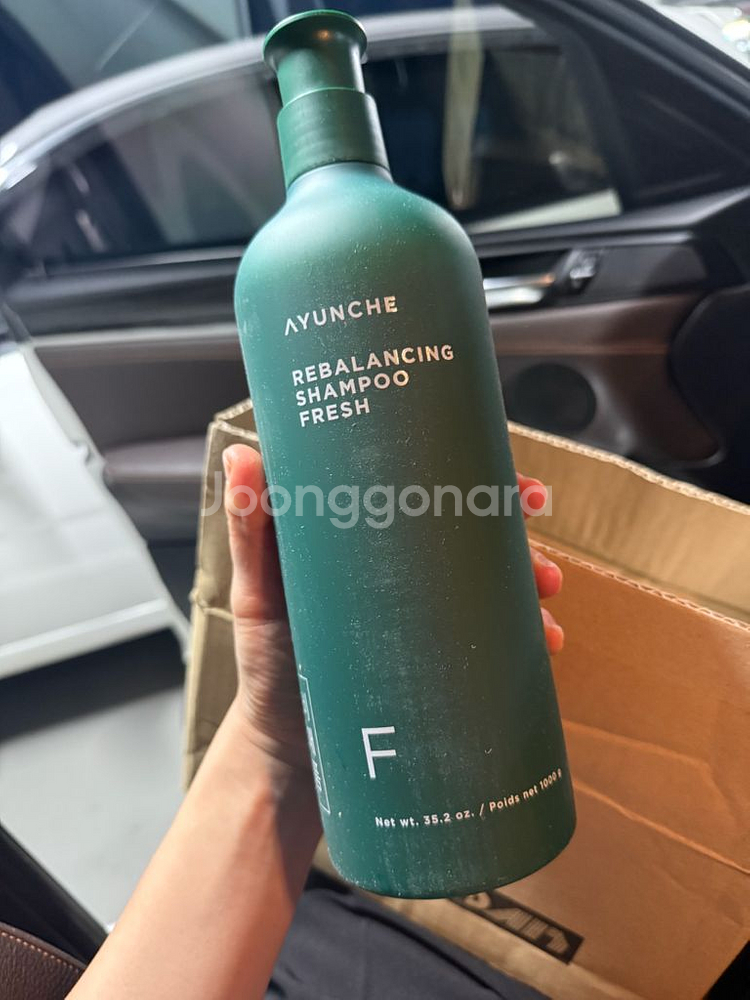 AYUNCHE
REBALANCING
SHAMPOO
FRESH
Joonggonara
F
Net wt. 35.2 oz. / Poids net 1000 g